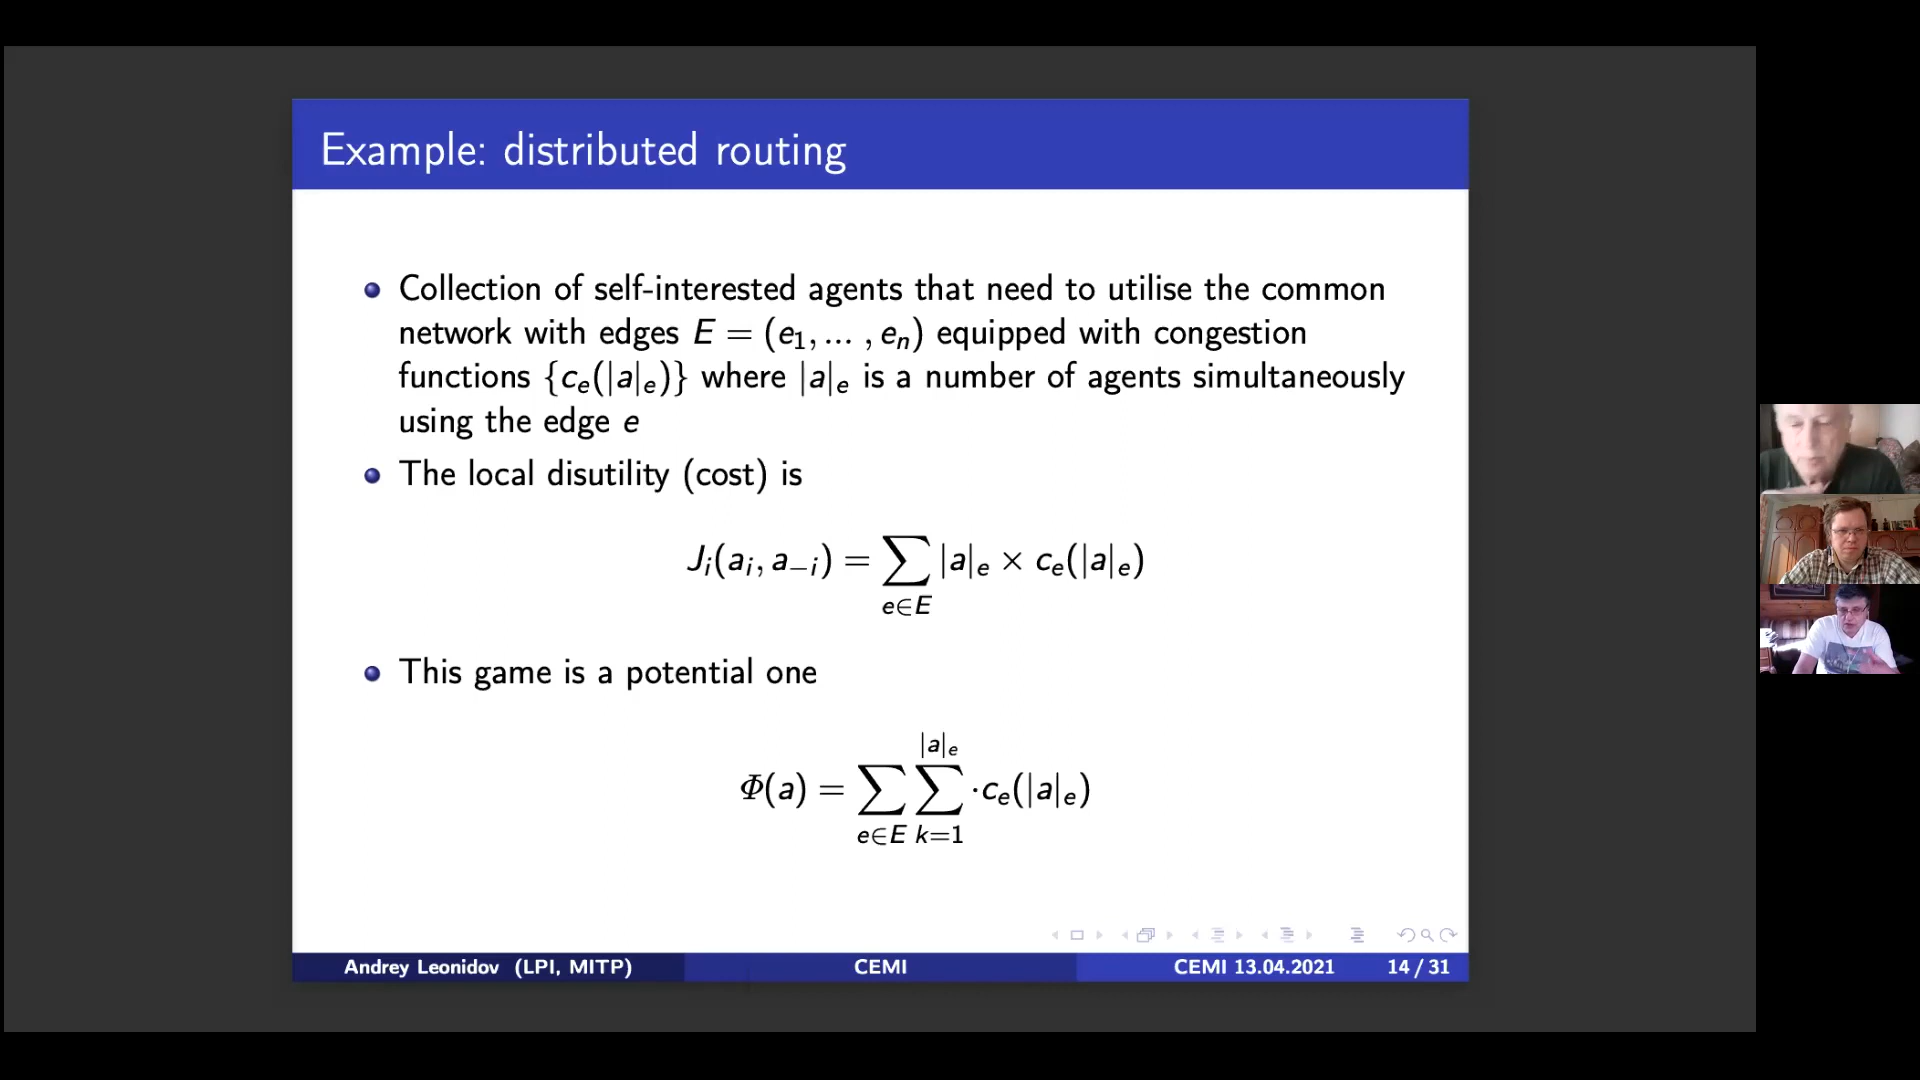 Example: distributed routing
Collection of self-interested agents that need to utilise the common
network with edges E = (e₁, … , eₙ) equipped with congestion
functions {cₑ(|a|ₑ)} where |a|ₑ is a number of agents simultaneously
using the edge e
The local disutility (cost) is
Jᵢ(aᵢ, a₋ᵢ) = ∑_{e∈E} |a|ₑ × cₑ(|a|ₑ)
This game is a potential one
Φ(a) = ∑_{e∈E} ∑_{k=1}^{|a|ₑ} ·cₑ(|a|ₑ)
Andrey Leonidov (LPI, MITP) CEMI CEMI 13.04.2021 14 / 31